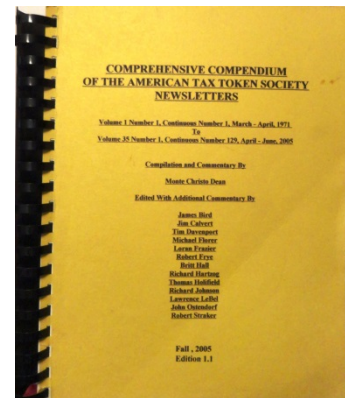 COMPREHENSIVE COMPENDIUM
OF THE AMERICAN TAX TOKEN SOCIETY
NEWSLETTERS
Volume 1 Number 1, Continuous Number 1, March - April, 1971
To
Volume 35 Number 1, Continuous Number 129, April - June, 2005
Compilation and Commentary By
Monte Christo Dean
Edited With Additional Commentary By
James Bird
Jim Calvert
Tim Davenport
Michael Florer
Loran Frazier
Robert Frye
Britt Hall
Richard Hartzog
Thomas Holifield
Richard Johnson
Lawrence LeBel
John Ostendorf
Robert Straker
Fall , 2005
Edition 1.1